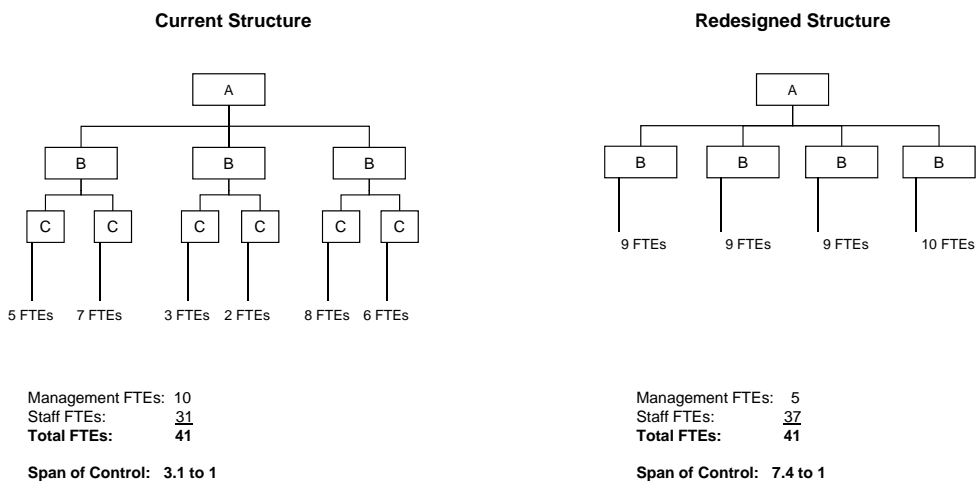 Current Structure
A
B B B
C C C C C C
5 FTEs 7 FTEs 3 FTEs 2 FTEs 8 FTEs 6 FTEs
Management FTEs: 10
Staff FTEs: 31
Total FTEs: 41
Span of Control: 3.1 to 1
Redesigned Structure
A
B B B B
9 FTEs 9 FTEs 9 FTEs 10 FTEs
Management FTEs: 5
Staff FTEs: 37
Total FTEs: 41
Span of Control: 7.4 to 1